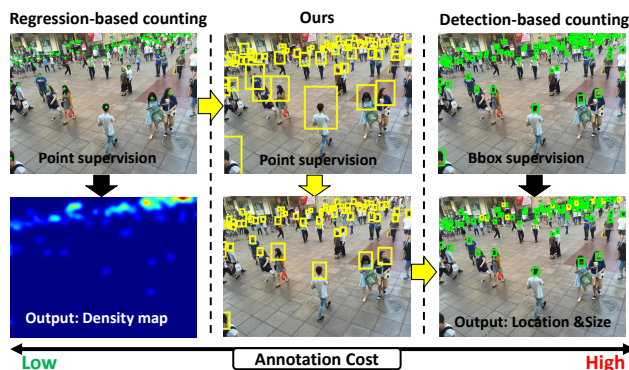 Regression-based counting
Ours
Detection-based counting
Point supervision
Point supervision
Bbox supervision
Output: Density map
Output: Location &Size
Low
Annotation Cost
High